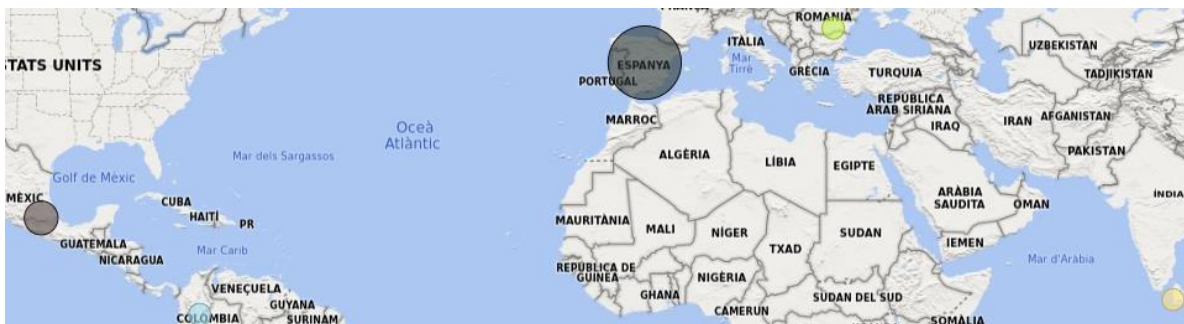 FRANÇA
ROMANIA
ITÀLIA
UZBEKISTAN
TATS UNITS
ESPANYA
Mar
Tirrè
GRÈCIA
TURQUIA
TADJIKISTAN
PORTUGAL
REPÚBLICA
ÀRAB SIRIANA
MARROC
IRAQ
IRAN
AFGANISTAN
Oceà
Atlàntic
PAKISTAN
Mar dels Sargassos
ALGÈRIA
LÍBIA
EGIPTE
Golf de Mèxic
MÈXIC
CUBA
HAITÍ
PR
ARÀBIA
SAUDITA
OMAN
ÍNDIA
MAURITÀNIA
MALI
NÍGER
TXAD
SUDAN
IEMEN
GUATEMALA
NICARAGUA
Mar Carib
Mar d'Aràbia
VENEÇUELA
REPÚBLICA DE
GUINEA
GHANA
NIGÈRIA
SUDAN DEL SUD
GUYANA
SURINAM
COLÒMBIA
CAMERUN
SOMÀLIA